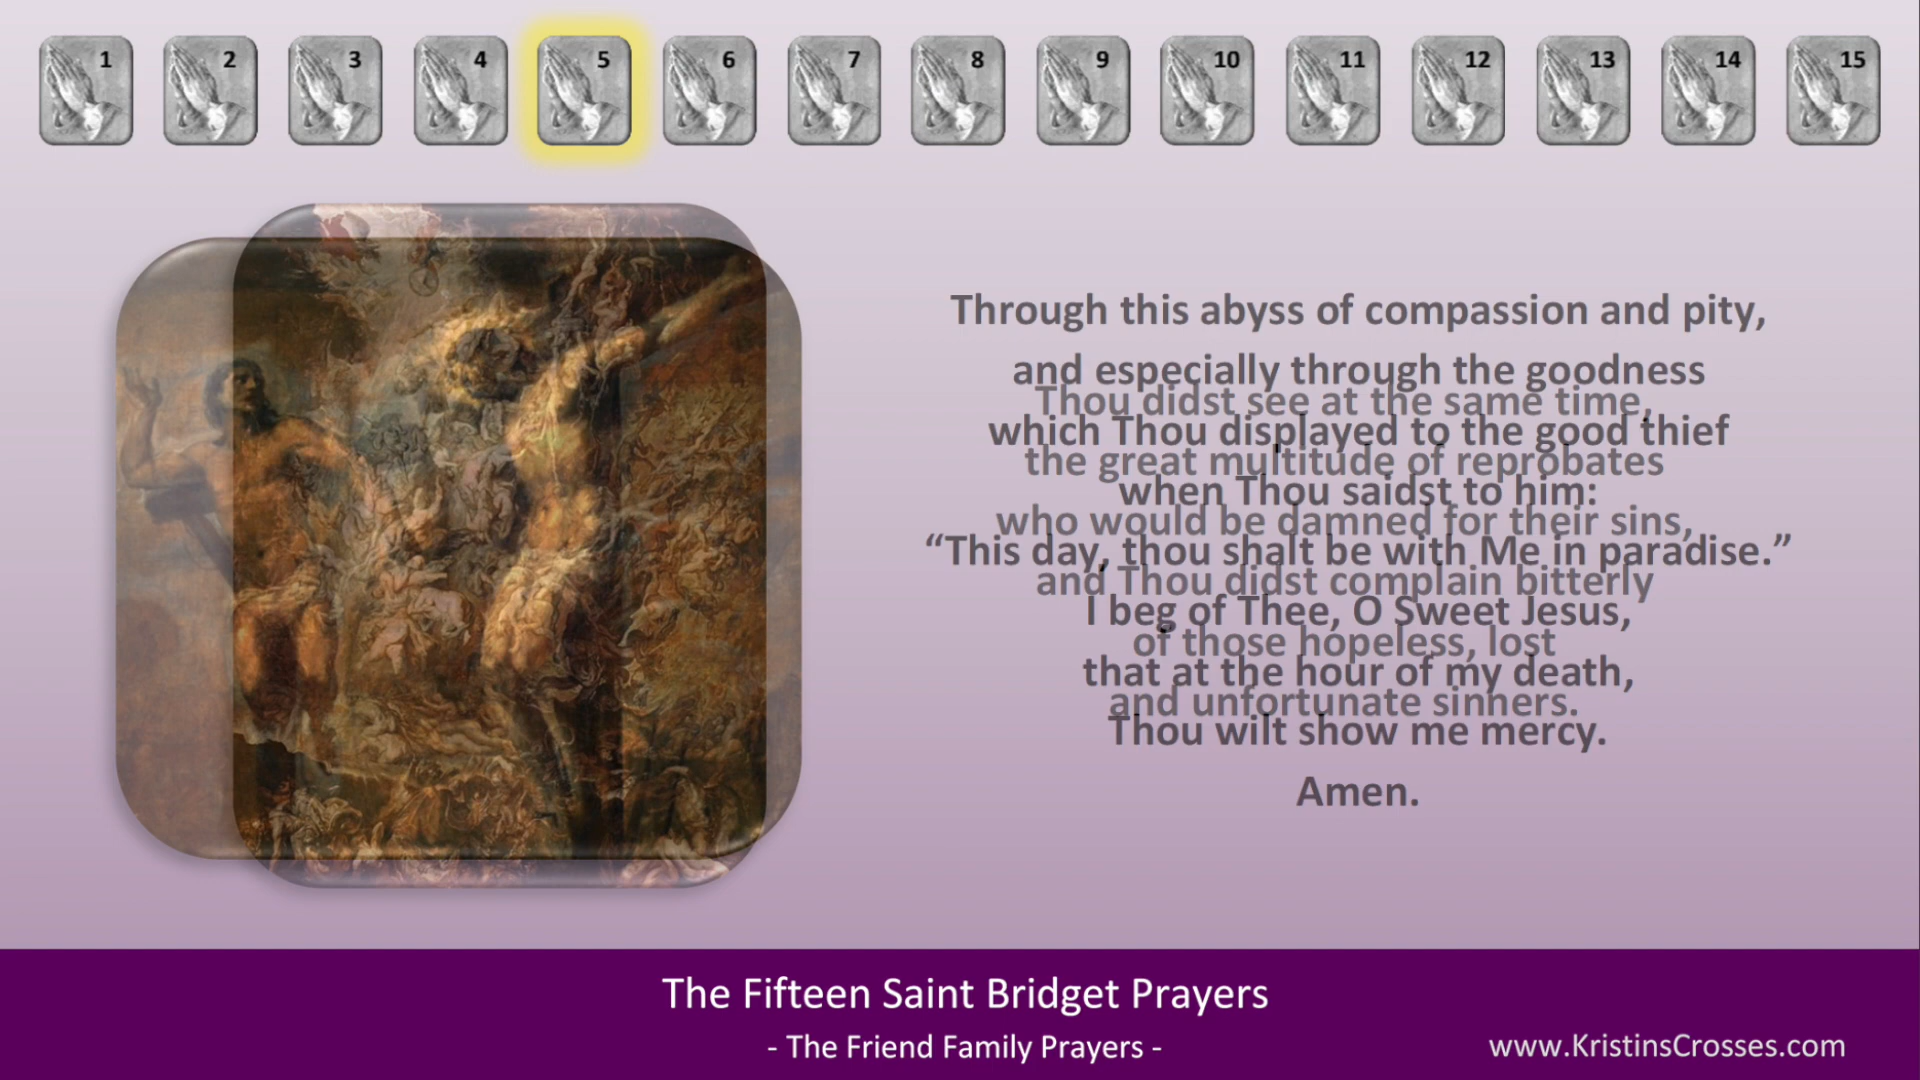 1 2 3 4 5 6 7 8 9 10 11 12 13 14 15
Through this abyss of compassion and pity,
and especially through the goodness
which Thou displayed to the good thief
when Thou saidst to him:
“This day, thou shalt be with Me in paradise.”
I beg of Thee, O Sweet Jesus,
that at the hour of my death,
Thou wilt show me mercy.
Amen.
Thou didst see at the same time,
the great multitude of reprobates
who would be damned for their sins,
and Thou didst complain bitterly
of those hopeless, lost
and unfortunate sinners.
The Fifteen Saint Bridget Prayers
- The Friend Family Prayers -
www.KristinsCrosses.com